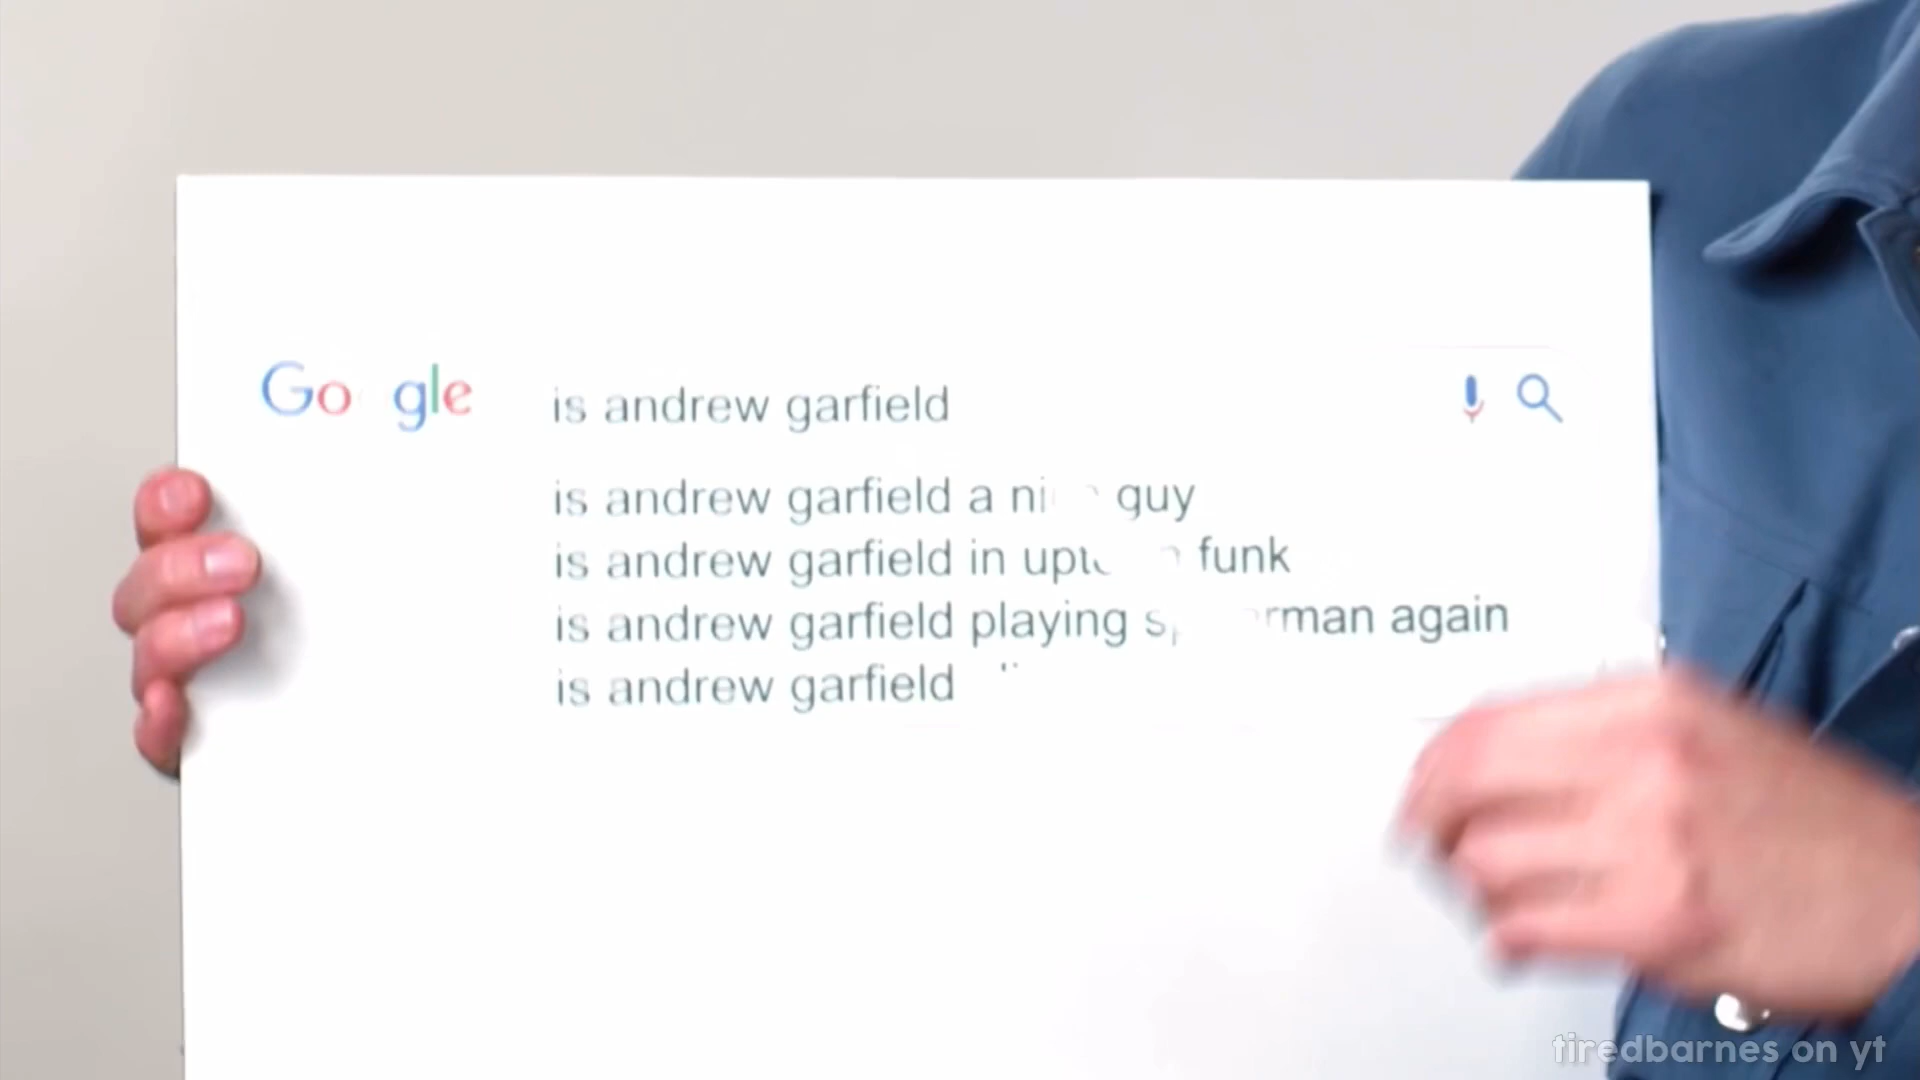 Google
is andrew garfield
is andrew garfield a guy
is andrew garfield in funk
is andrew garfield playing again
is andrew garfield
tiredbarnes on yt